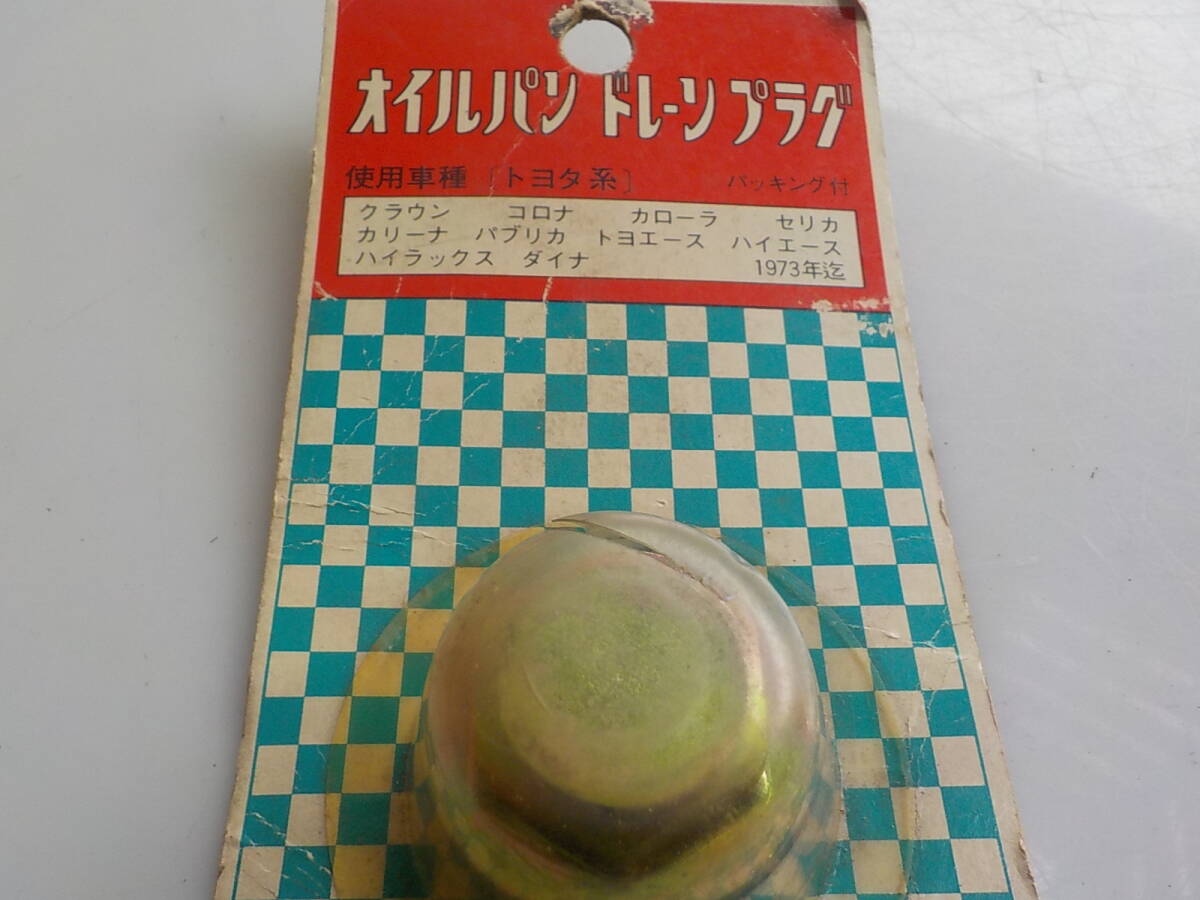 オイルパン ドレーン プラグ
使用車種 [トヨタ系] パッキング付
クラウン コロナ カローラ セリカ
カリーナ パブリカ トヨエース ハイエース
ハイラックス ダイナ 1973年迄